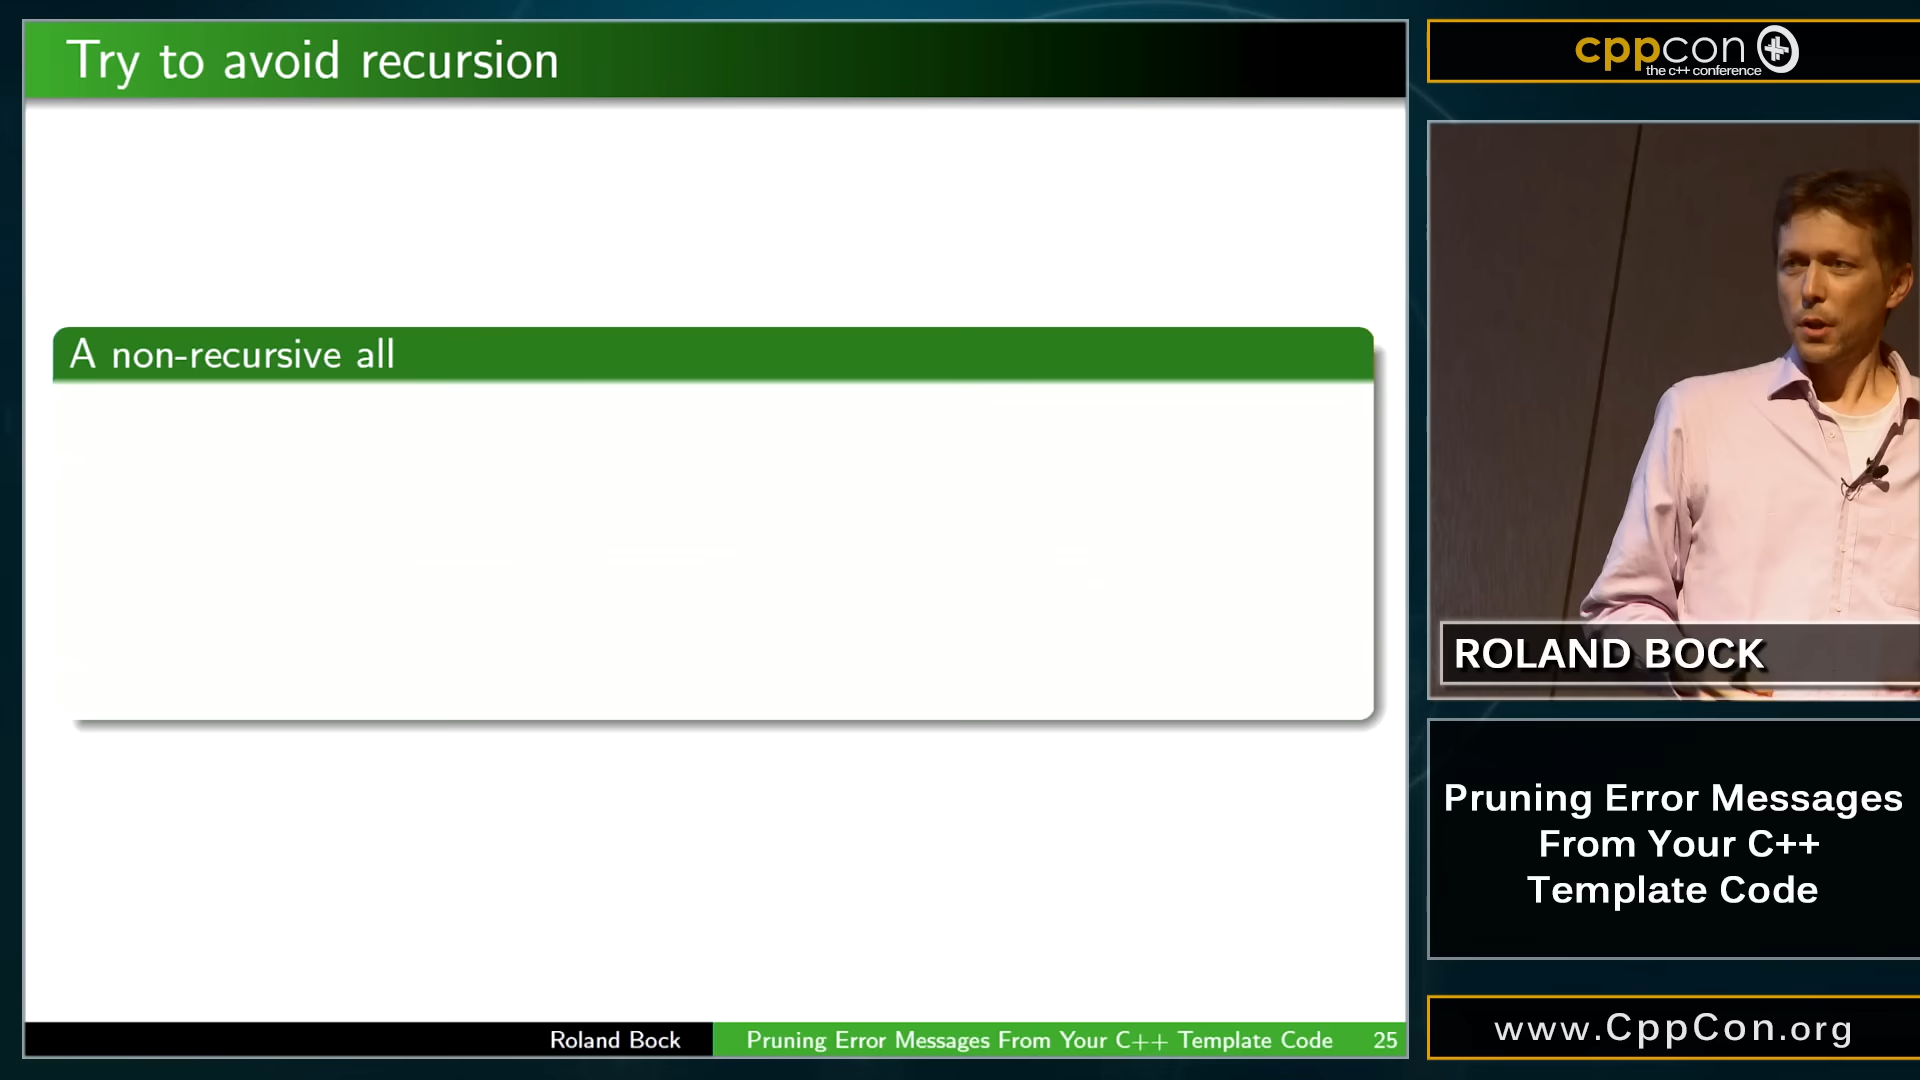 Try to avoid recursion
A non-recursive all
Roland Bock
Pruning Error Messages From Your C++ Template Code
25
cppcon
the c++ conference
ROLAND BOCK
Pruning Error Messages
From Your C++
Template Code
www.CppCon.org